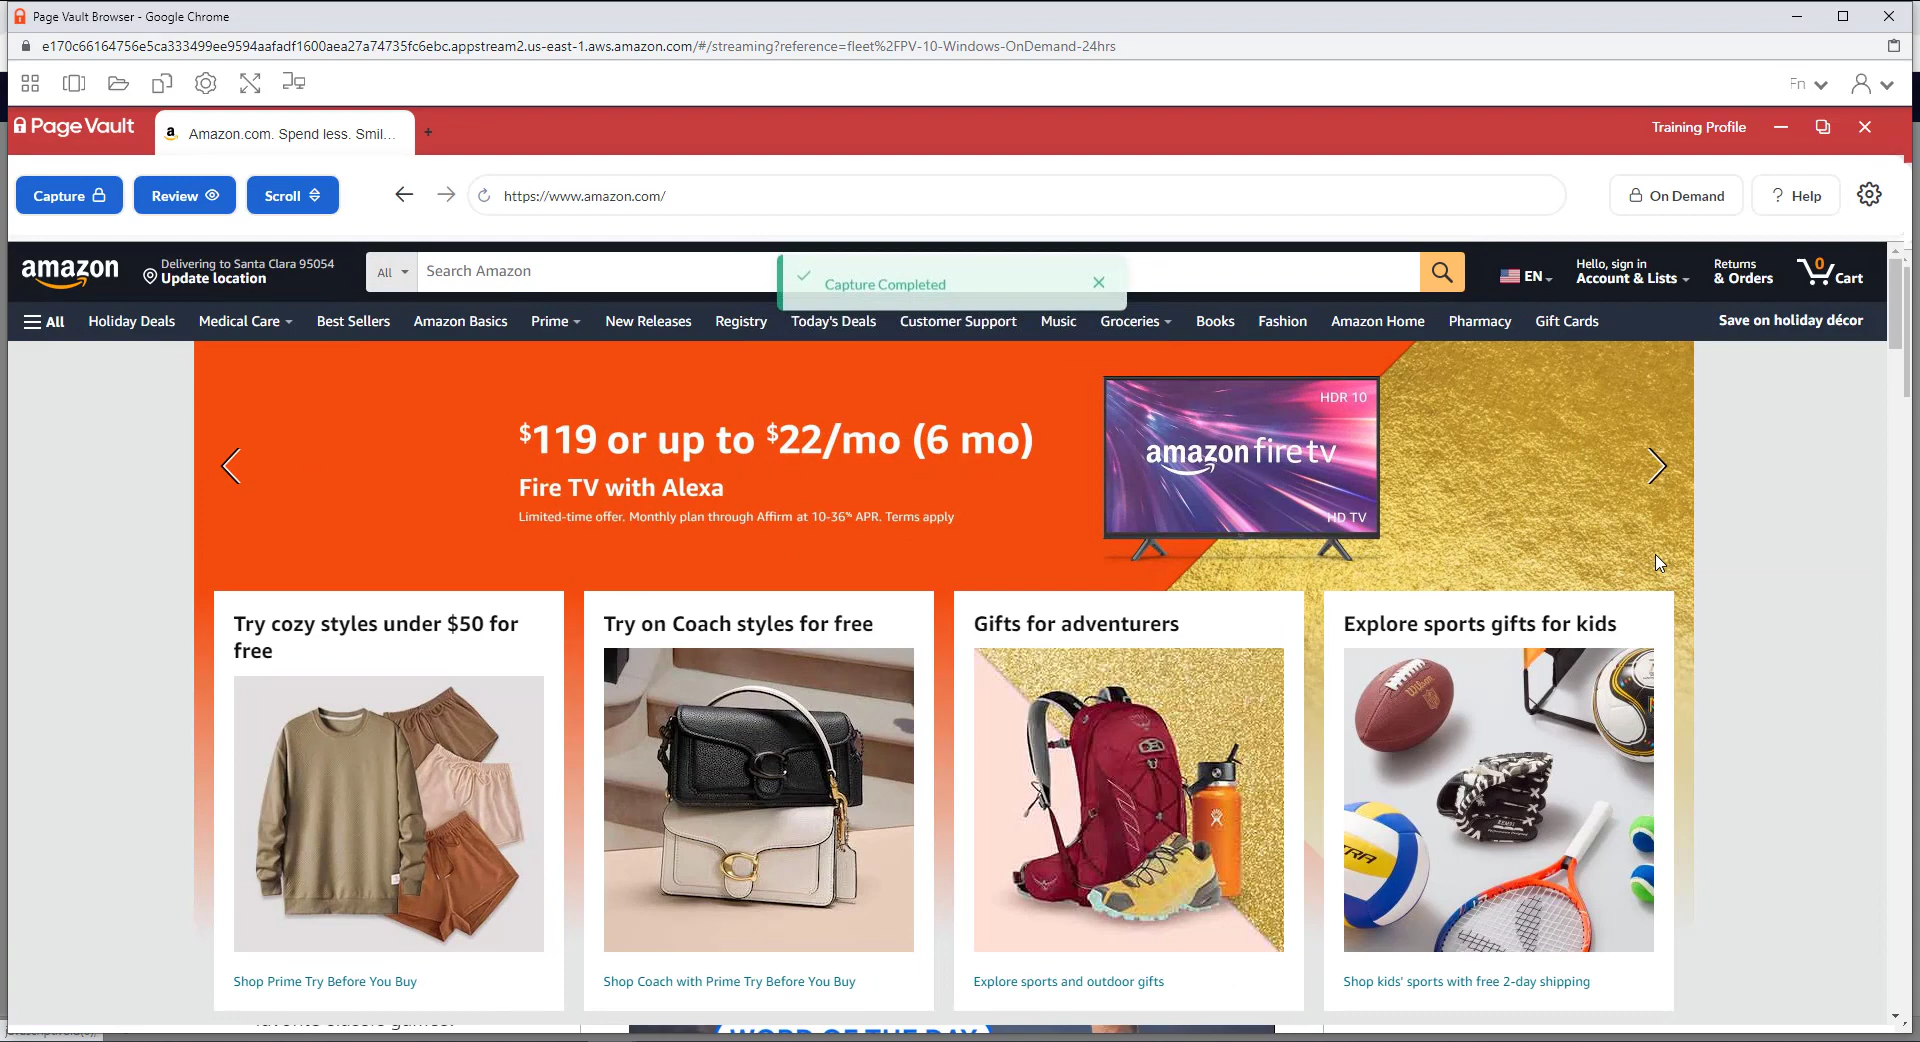 Page Vault Browser - Google Chrome
e170c66164756e5ca333499ee9594aafadf1600aea27a74735fc6ebc.appstream2.us-east-1.aws.amazon.com/#/streaming?reference=fleet%2FPV-10-Windows-OnDemand-24hrs
Fn
Page Vault
Amazon.com. Spend less. Smil...
+
Training Profile
Capture
Review
Scroll
https://www.amazon.com/
On Demand
? Help
amazon
Delivering to Santa Clara 95054
Update location
All
Search Amazon
Capture Completed
EN
Hello, sign in
Account & Lists
Returns
& Orders
0
Cart
All
Holiday Deals
Medical Care
Best Sellers
Amazon Basics
Prime
New Releases
Registry
Today's Deals
Customer Support
Music
Groceries
Books
Fashion
Amazon Home
Pharmacy
Gift Cards
Save on holiday décor
$119 or up to $22/mo (6 mo)
Fire TV with Alexa
Limited-time offer. Monthly plan through Affirm at 10-36% APR. Terms apply
HDR 10
amazon fire tv
HD TV
Try cozy styles under $50 for
free
Shop Prime Try Before You Buy
Try on Coach styles for free
Shop Coach with Prime Try Before You Buy
Gifts for adventurers
Explore sports and outdoor gifts
Explore sports gifts for kids
Wilson
NFL
Shop kids' sports with free 2-day shipping
favorite classic games.
WORD OF THE DAY